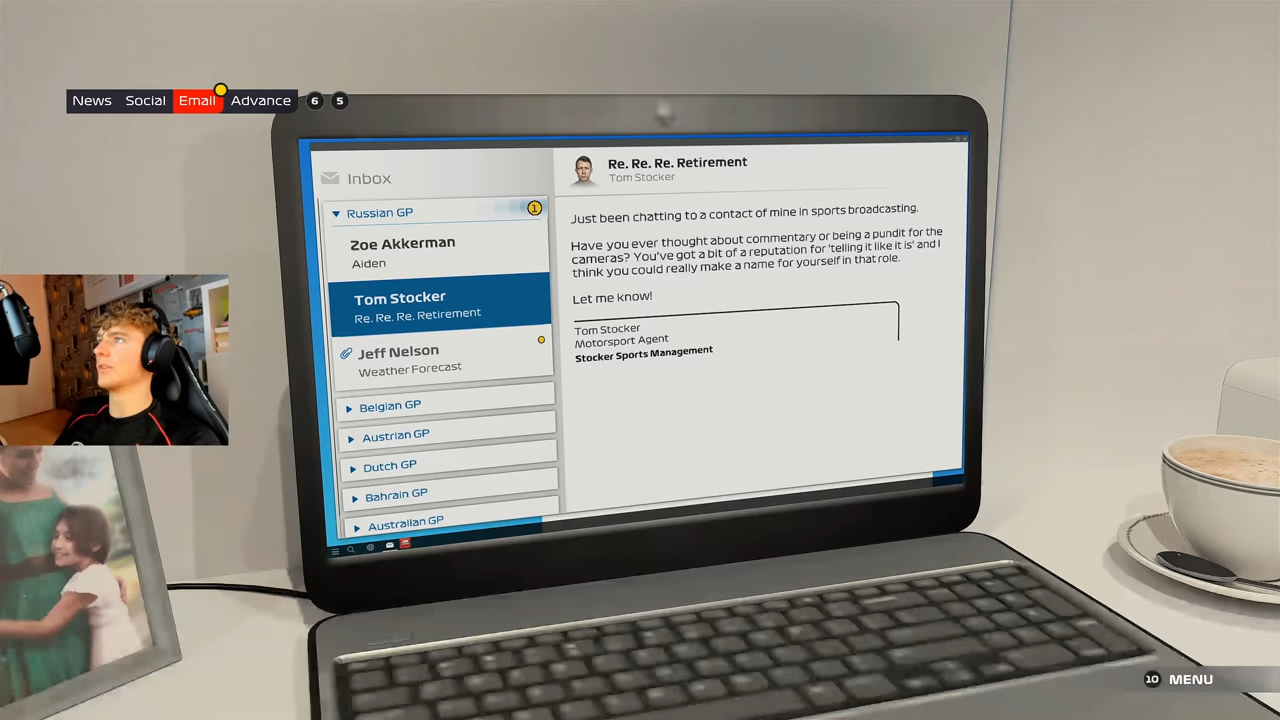 News Social Email Advance 6 5
Inbox
Russian GP 1
Zoe Akkerman
Aiden
Tom Stocker
Re. Re. Re. Retirement
Jeff Nelson
Weather Forecast
Belgian GP
Austrian GP
Dutch GP
Bahrain GP
Australian GP
Re. Re. Re. Retirement
Tom Stocker
Just been chatting to a contact of mine in sports broadcasting.
Have you ever thought about commentary or being a pundit for the
cameras? You've got a bit of a reputation for 'telling it like it is' and I
think you could really make a name for yourself in that role.
Let me know!
Tom Stocker
Motorsport Agent
Stocker Sports Management
10 MENU